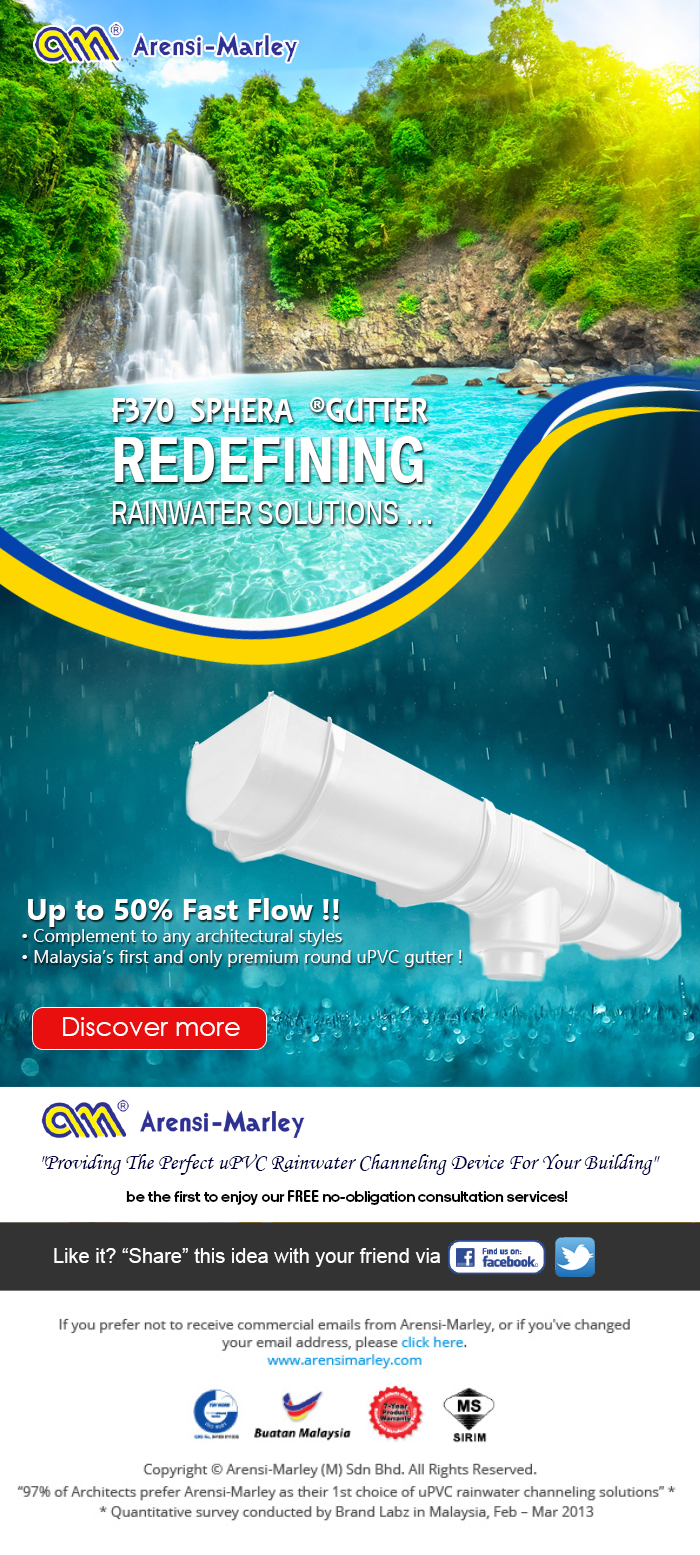 am® Arensi-Marley
F370 SPHERA ®GUTTER
REDEFINING
RAINWATER SOLUTIONS ...
Up to 50% Fast Flow !!
• Complement to any architectural styles
• Malaysia's first and only premium round uPVC gutter !
Discover more
am® Arensi-Marley
"Providing The Perfect uPVC Rainwater Channeling Device For Your Building"
be the first to enjoy our FREE no-obligation consultation services!
Like it? “Share” this idea with your friend via
Find us on:
facebook
If you prefer not to receive commercial emails from Arensi-Marley, or if you've changed
your email address, please click here.
www.arensimarley.com
Buatan Malaysia
7-Year
Product
Warranty
MS
SIRIM
Copyright © Arensi-Marley (M) Sdn Bhd. All Rights Reserved.
“97% of Architects prefer Arensi-Marley as their 1st choice of uPVC rainwater channeling solutions” *
* Quantitative survey conducted by Brand Labz in Malaysia, Feb – Mar 2013